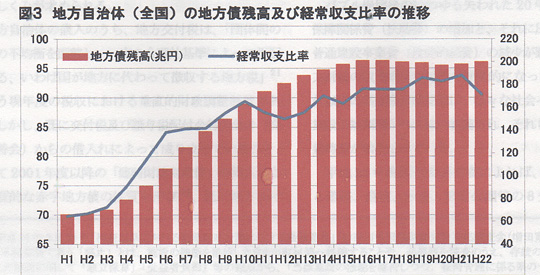 図3 地方自治体（全国）の地方債残高及び経常収支比率の推移
地方債残高(兆円) 経常収支比率
100 95 90 85 80 75 70 65
200 180 160 140 120 100 80 60 40
H1 H2 H3 H4 H5 H6 H7 H8 H9 H10 H11 H12 H13 H14 H15 H16 H17 H18 H19 H20 H21 H22